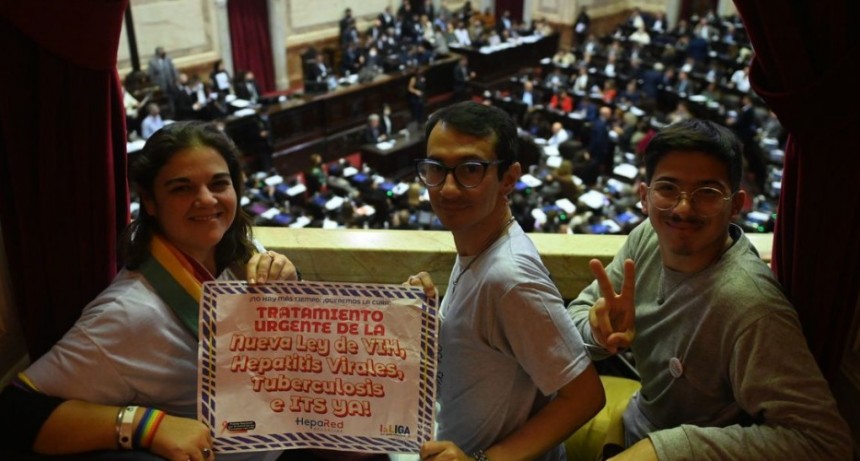 ¡NO HAY MÁS TIEMPO! ¡QUEREMOS LA CURA!
TRATAMIENTO
URGENTE DE LA
Nueva Ley de VIH,
Hepatitis Virales,
Tuberculosis
e ITS YA!
HepaRed
LIGA